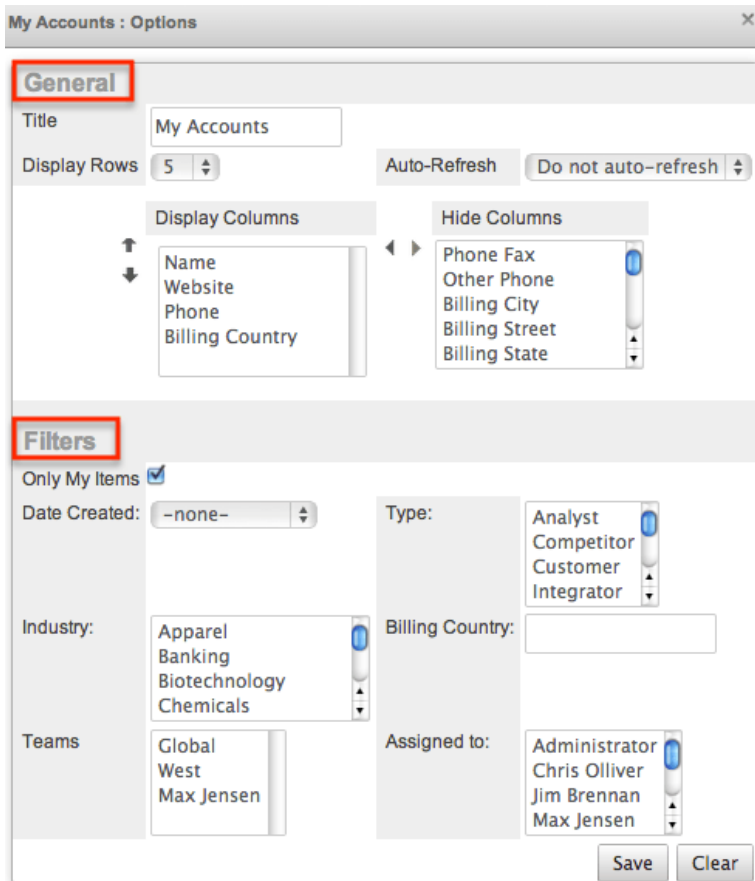 My Accounts : Options ×
General
Title My Accounts
Display Rows 5 Auto-Refresh Do not auto-refresh
Display Columns Hide Columns
Name
Website
Phone
Billing Country
Phone Fax
Other Phone
Billing City
Billing Street
Billing State
Filters
Only My Items
Date Created: -none- Type:
Analyst
Competitor
Customer
Integrator
Industry:
Apparel
Banking
Biotechnology
Chemicals
Billing Country:
Teams
Global
West
Max Jensen
Assigned to:
Administrator
Chris Olliver
Jim Brennan
Max Jensen
Save Clear